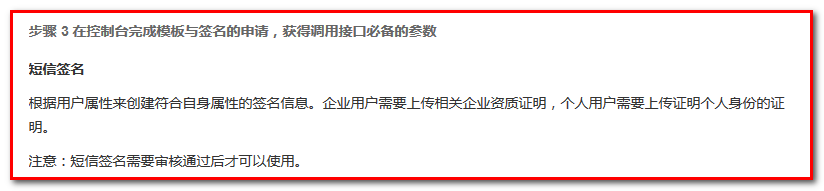 步骤 3 在控制台完成模板与签名的申请，获得调用接口必备的参数
短信签名
根据用户属性来创建符合自身属性的签名信息。企业用户需要上传相关企业资质证明，个人用户需要上传证明个人身份的证
明。
注意：短信签名需要审核通过后才可以使用。